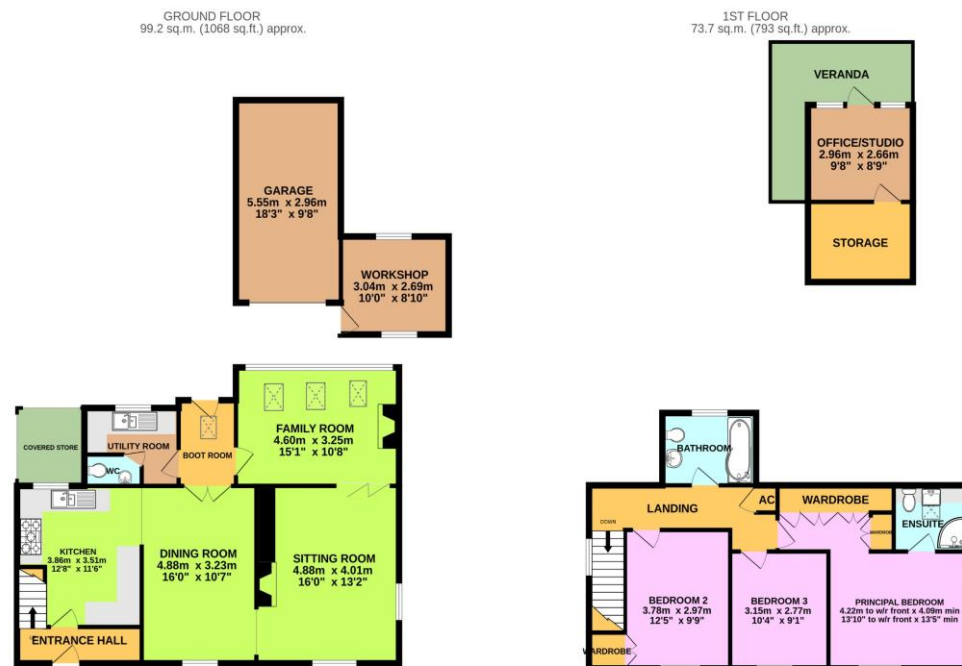 GROUND FLOOR
99.2 sq.m. (1068 sq.ft.) approx.
GARAGE
5.55m x 2.96m
18'3" x 9'8"
WORKSHOP
3.04m x 2.69m
10'0" x 8'10"
COVERED STORE
UTILITY ROOM
WC
BOOT ROOM
FAMILY ROOM
4.60m x 3.25m
15'1" x 10'8"
KITCHEN
3.86m x 3.51m
12'8" x 11'6"
DINING ROOM
4.88m x 3.23m
16'0" x 10'7"
SITTING ROOM
4.88m x 4.01m
16'0" x 13'2"
ENTRANCE HALL
1ST FLOOR
73.7 sq.m. (793 sq.ft.) approx.
VERANDA
OFFICE/STUDIO
2.96m x 2.66m
9'8" x 8'9"
STORAGE
BATHROOM
LANDING
AC
WARDROBE
WARDROBE
ENSUITE
DOWN
BEDROOM 2
3.78m x 2.97m
12'5" x 9'9"
BEDROOM 3
3.15m x 2.77m
10'4" x 9'1"
PRINCIPAL BEDROOM
4.22m to w/r front x 4.09m min
13'10" to w/r front x 13'5" min
WARDROBE